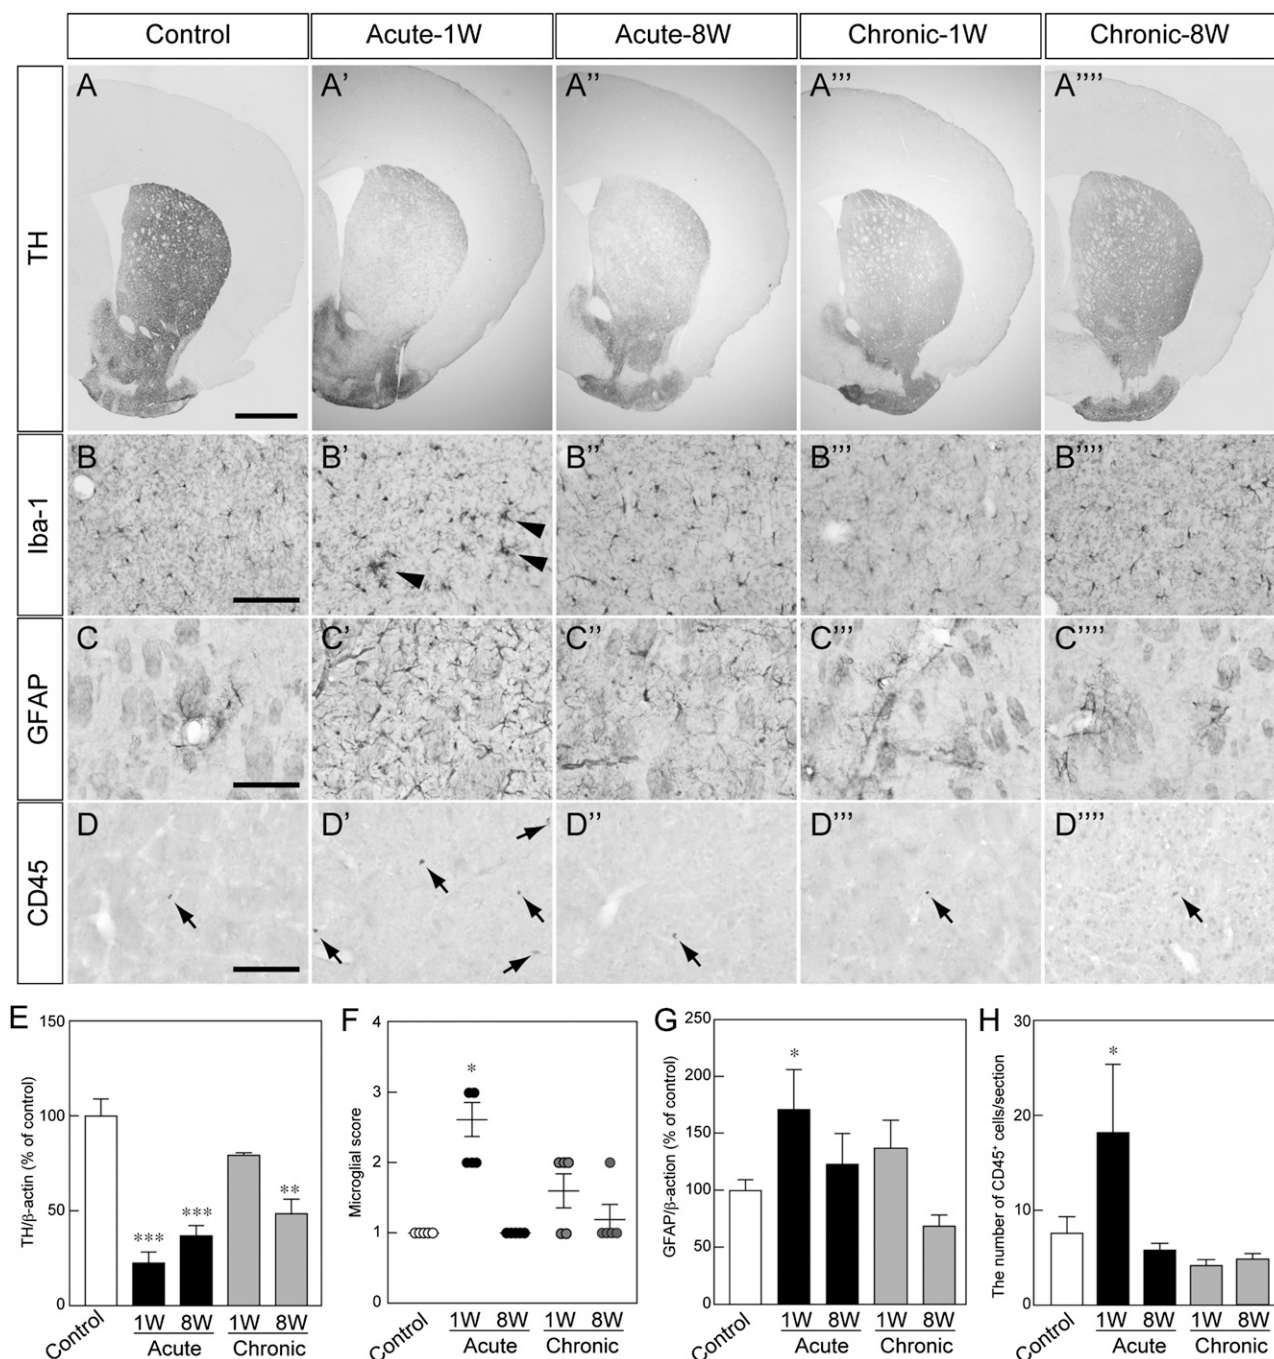 Control Acute-1W Acute-8W Chronic-1W Chronic-8W
TH
A A’ A’’ A’’’ A’’’’
Iba-1
B B’ B’’ B’’’ B’’’’
GFAP
C C’ C’’ C’’’ C’’’’
CD45
D D’ D’’ D’’’ D’’’’
E
TH/β-actin (% of control)
150
100
50
0
*** *** **
Control 1W 8W 1W 8W
Acute Chronic
F
Microglial score
4
3
2
1
0
*
Control 1W 8W 1W 8W
Acute Chronic
G
GFAP/β-action (% of control)
250
200
150
100
50
0
*
Control 1W 8W 1W 8W
Acute Chronic
H
The number of CD45⁺ cells/section
30
20
10
0
*
Control 1W 8W 1W 8W
Acute Chronic